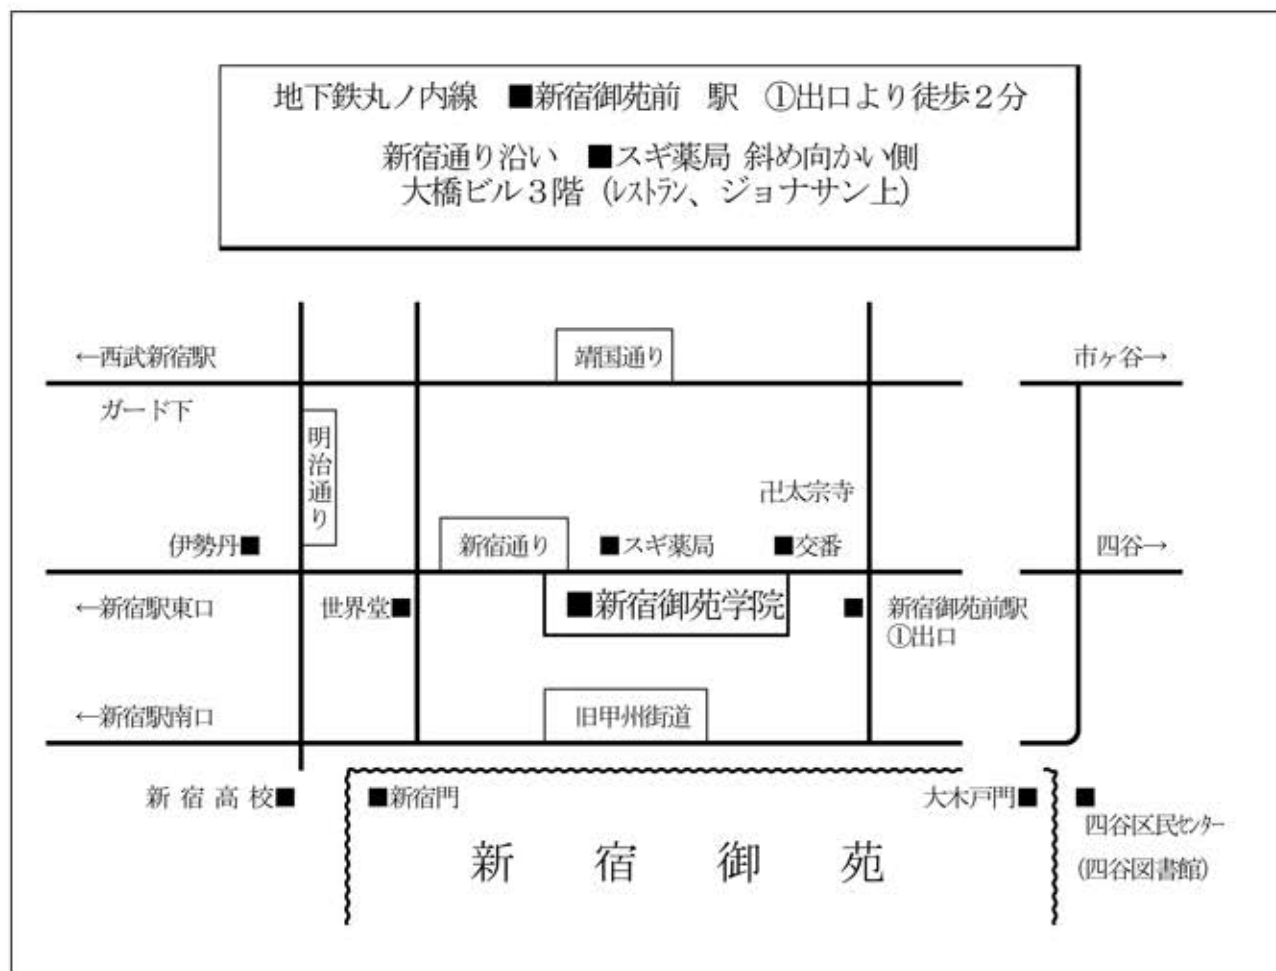 地下鉄丸ノ内線 ■新宿御苑前 駅 ①出口より徒歩2分
新宿通り沿い ■スギ薬局 斜め向かい側
大橋ビル3階（ﾚｽﾄﾗﾝ、ジョナサン上）
←西武新宿駅
靖国通り
市ヶ谷→
ガード下
明治通り
卍太宗寺
伊勢丹■
新宿通り
■スギ薬局
■交番
四谷→
←新宿駅東口
世界堂■
■新宿御苑学院
■新宿御苑前駅
①出口
←新宿駅南口
旧甲州街道
新宿高校■
■新宿門
大木戸門■
■
四谷区民ｾﾝﾀｰ
(四谷図書館)
新宿御苑